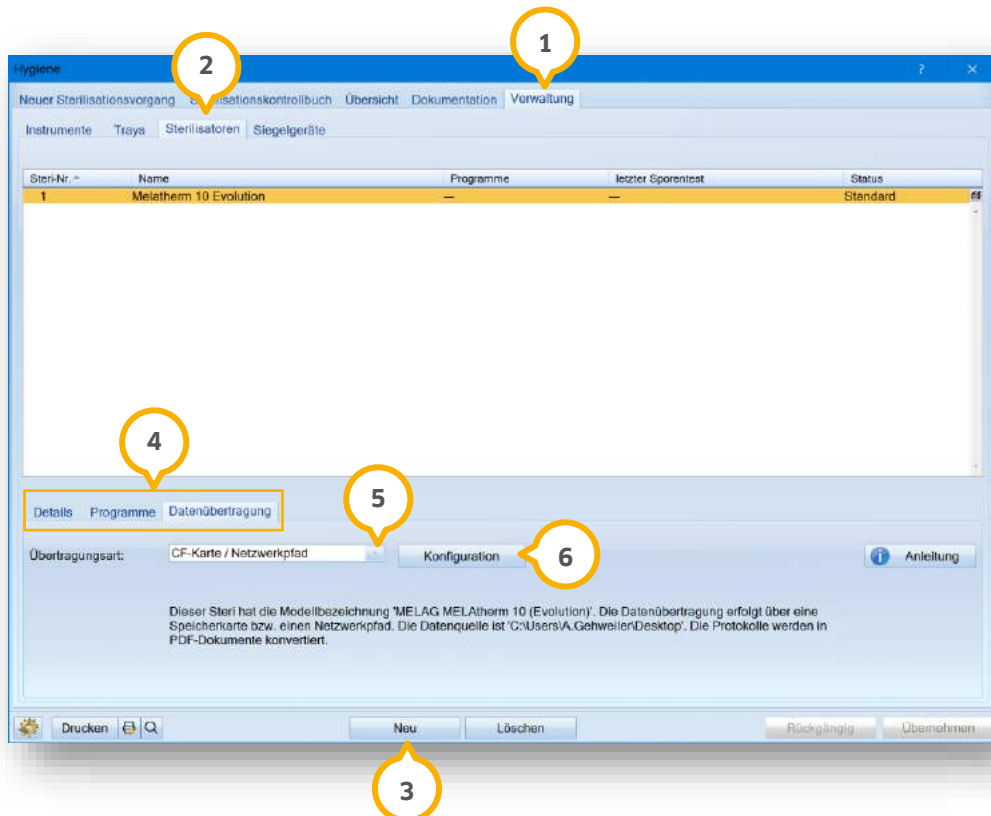 1
2
Hygiene ? ×
Neuer Sterilisationsvorgang Übersicht Dokumentation Verwaltung
Instrumente Trays Sterilisatoren Siegelgeräte
Steri-Nr. Name Programme letzter Sporentest Status
1 Melatherm 10 Evolution — — Standard
4
5
Details Programme Datenübertragung
Übertragungsart: CF-Karte / Netzwerkpfad Konfiguration 6 Anleitung
Dieser Steri hat die Modellbezeichnung 'MELAG MELAtherm 10 (Evolution)'. Die Datenübertragung erfolgt über eine
Speicherkarte bzw. einen Netzwerkpfad. Die Datenquelle ist 'C:\Users\A.Gehweiler\Desktop'. Die Protokolle werden in
PDF-Dokumente konvertiert.
Drucken Neu Löschen Rückgängig Übernehmen
3